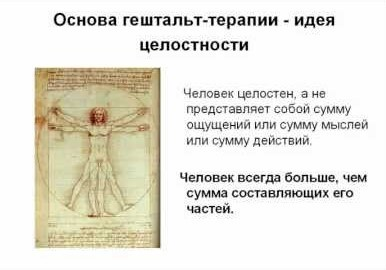 Основа гештальт-терапии - идея
целостности
Человек целостен, а не
представляет собой сумму
ощущений или сумму мыслей
или сумму действий.
Человек всегда больше, чем
сумма составляющих его
частей.